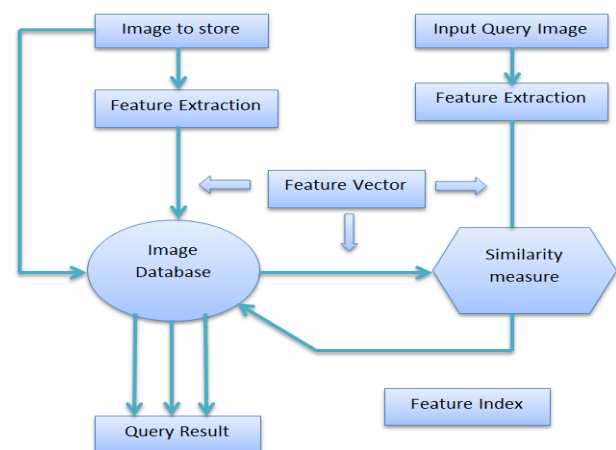 Image to store
Input Query Image
Feature Extraction
Feature Extraction
Feature Vector
Image
Database
Similarity
measure
Feature Index
Query Result